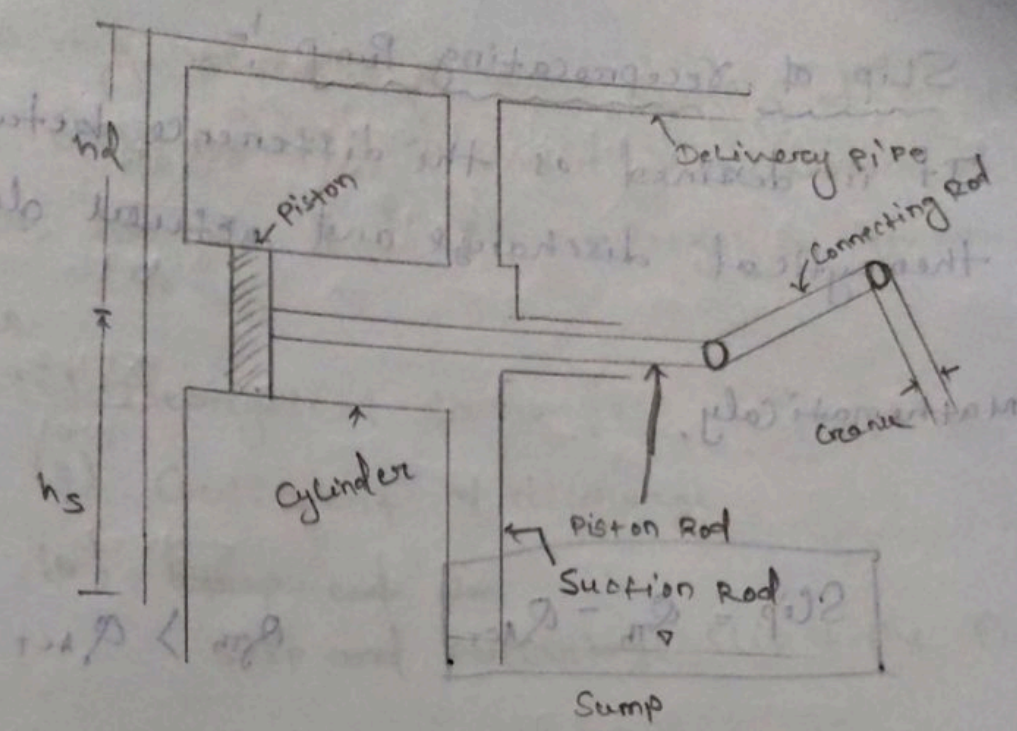 hd
Delivery pipe
Piston
Connecting Rod
Crank
hs
Cylinder
Piston Rod
Suction Rod
Sump